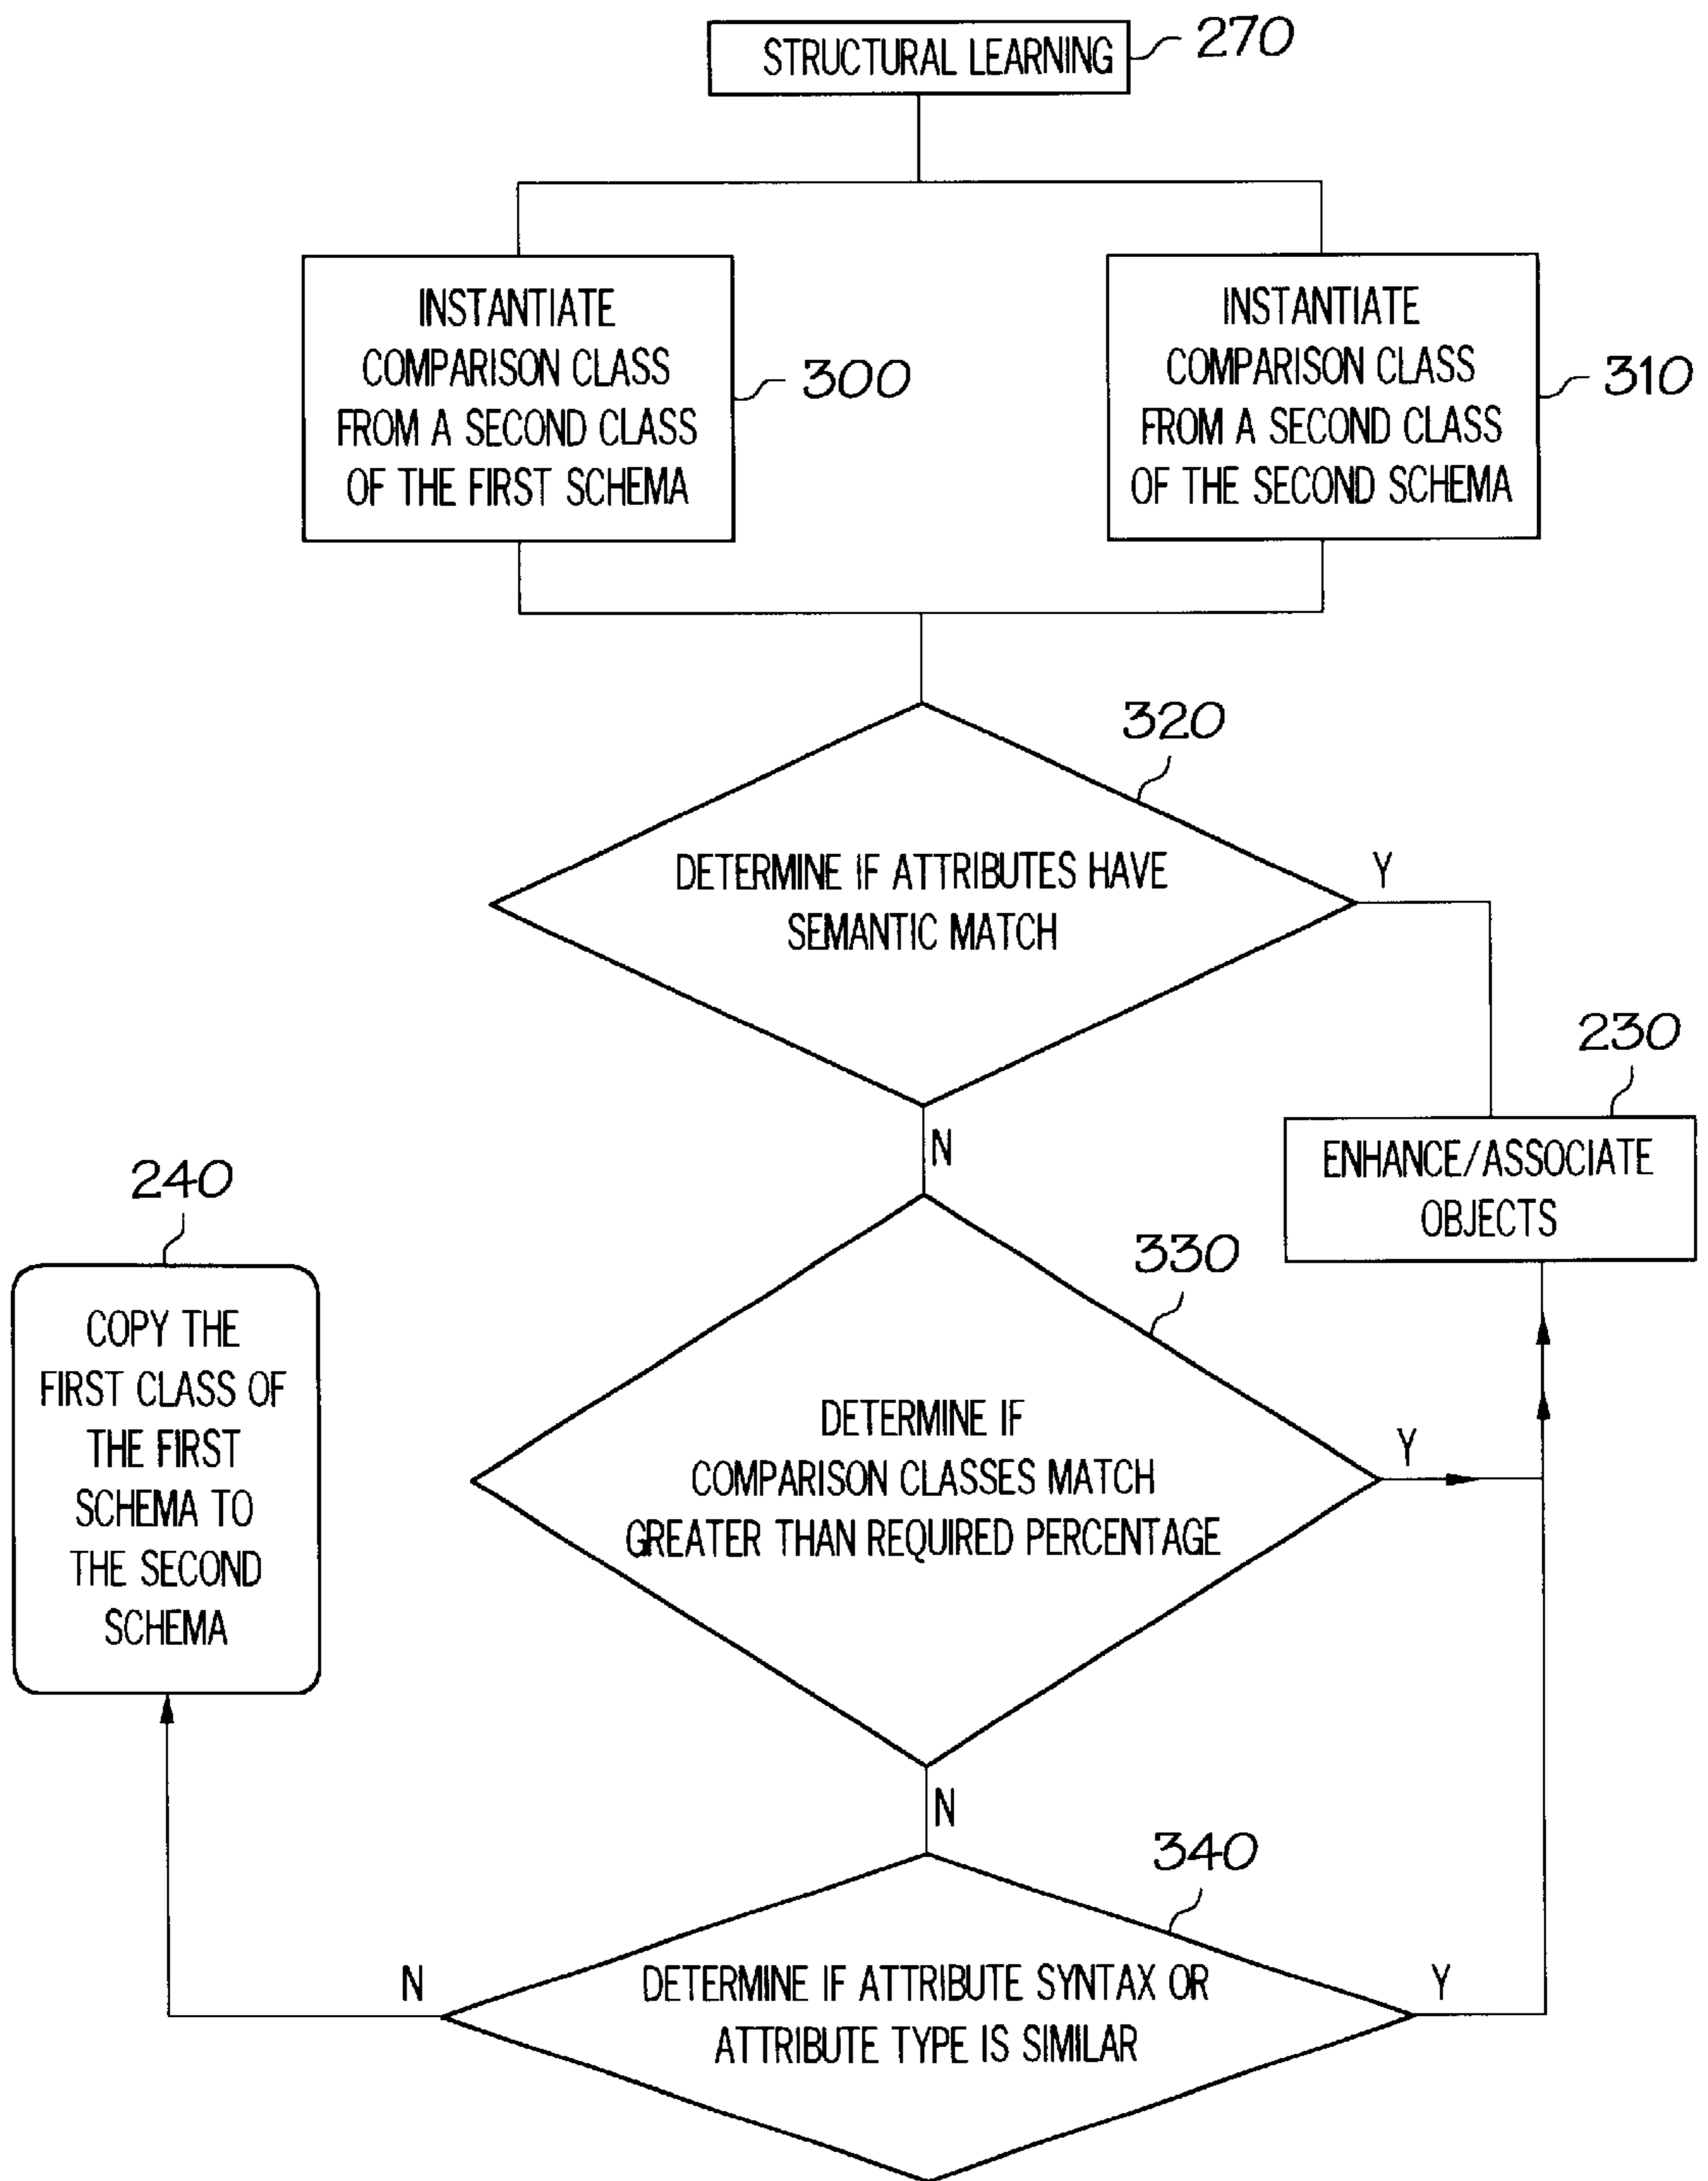 STRUCTURAL LEARNING
270
INSTANTIATE
COMPARISON CLASS
FROM A SECOND CLASS
OF THE FIRST SCHEMA
300
INSTANTIATE
COMPARISON CLASS
FROM A SECOND CLASS
OF THE SECOND SCHEMA
310
320
DETERMINE IF ATTRIBUTES HAVE
SEMANTIC MATCH
Y
N
230
ENHANCE/ASSOCIATE
OBJECTS
240
COPY THE
FIRST CLASS OF
THE FIRST
SCHEMA TO
THE SECOND
SCHEMA
330
DETERMINE IF
COMPARISON CLASSES MATCH
GREATER THAN REQUIRED PERCENTAGE
Y
N
340
N
DETERMINE IF ATTRIBUTE SYNTAX OR
ATTRIBUTE TYPE IS SIMILAR
Y